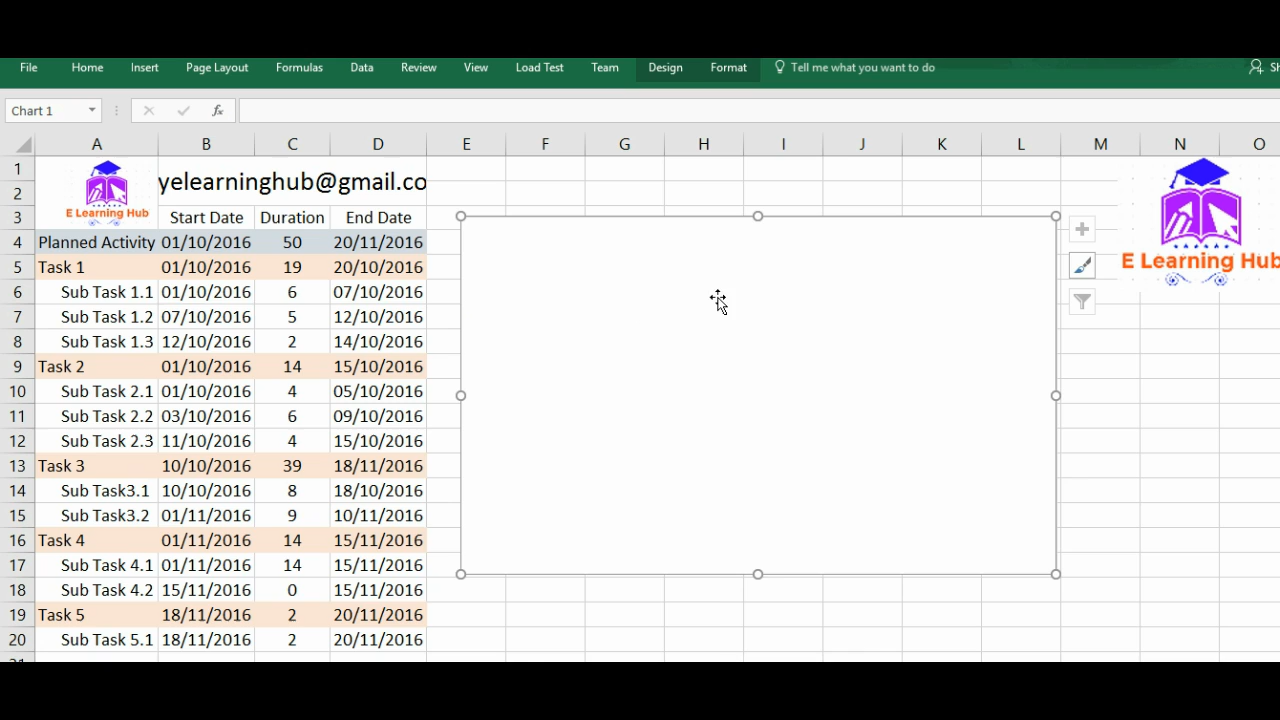 File Home Insert Page Layout Formulas Data Review View Load Test Team Design Format Tell me what you want to do Sh
Chart 1 fx
A B C D E F G H I J K L M N O
1
2 yelearninghub@gmail.co
E Learning Hub
E Learning Hub
3 Start Date Duration End Date
4 Planned Activity 01/10/2016 50 20/11/2016
5 Task 1 01/10/2016 19 20/10/2016
6 Sub Task 1.1 01/10/2016 6 07/10/2016
7 Sub Task 1.2 07/10/2016 5 12/10/2016
8 Sub Task 1.3 12/10/2016 2 14/10/2016
9 Task 2 01/10/2016 14 15/10/2016
10 Sub Task 2.1 01/10/2016 4 05/10/2016
11 Sub Task 2.2 03/10/2016 6 09/10/2016
12 Sub Task 2.3 11/10/2016 4 15/10/2016
13 Task 3 10/10/2016 39 18/11/2016
14 Sub Task3.1 10/10/2016 8 18/10/2016
15 Sub Task3.2 01/11/2016 9 10/11/2016
16 Task 4 01/11/2016 14 15/11/2016
17 Sub Task 4.1 01/11/2016 14 15/11/2016
18 Sub Task 4.2 15/11/2016 0 15/11/2016
19 Task 5 18/11/2016 2 20/11/2016
20 Sub Task 5.1 18/11/2016 2 20/11/2016